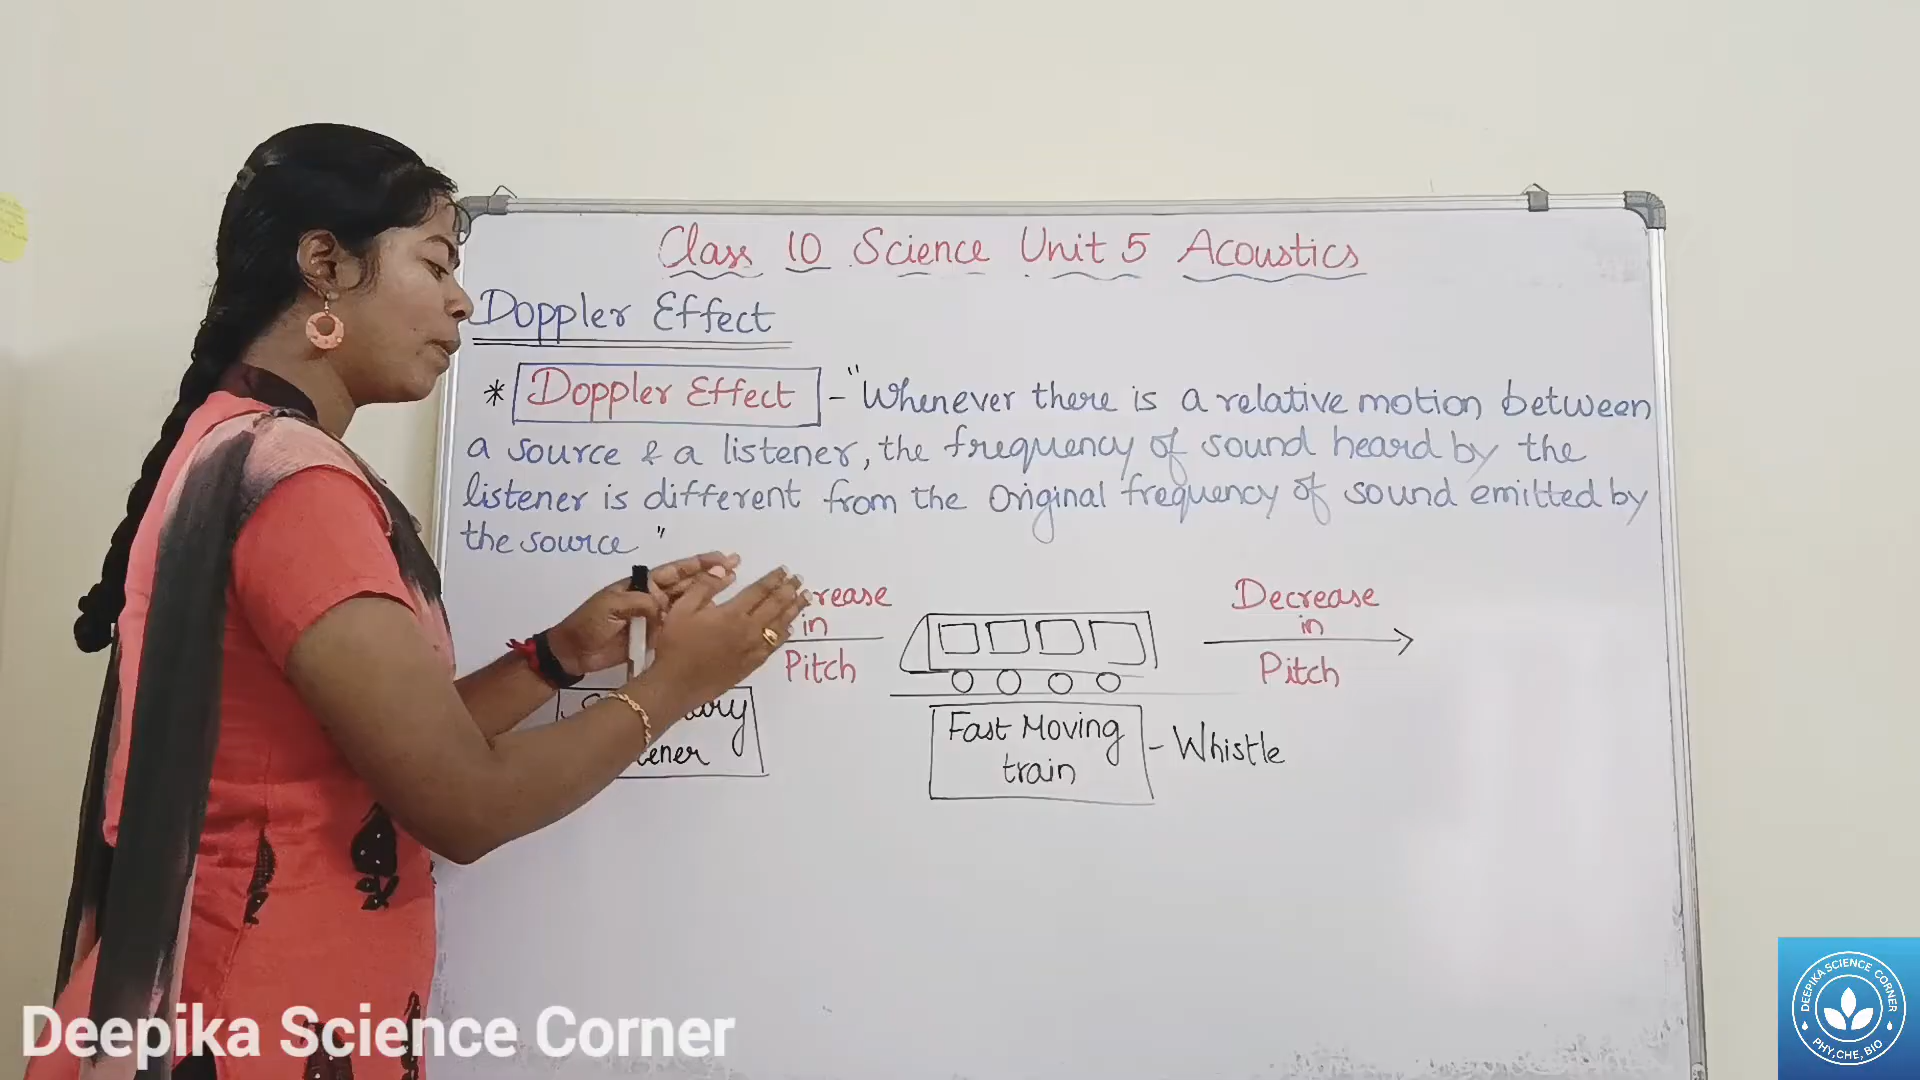 Class 10 Science Unit 5 Acoustics
Doppler Effect
* Doppler Effect - "Whenever there is a relative motion between
a source & a listener, the frequency of sound heard by the
listener is different from the Original frequency of sound emitted by
the source"
rease
in
Pitch
Decrease
in
Pitch
Fast Moving
train
- Whistle
Deepika Science Corner
DEEPIKA SCIENCE CORNER
PHY, CHE, BIO